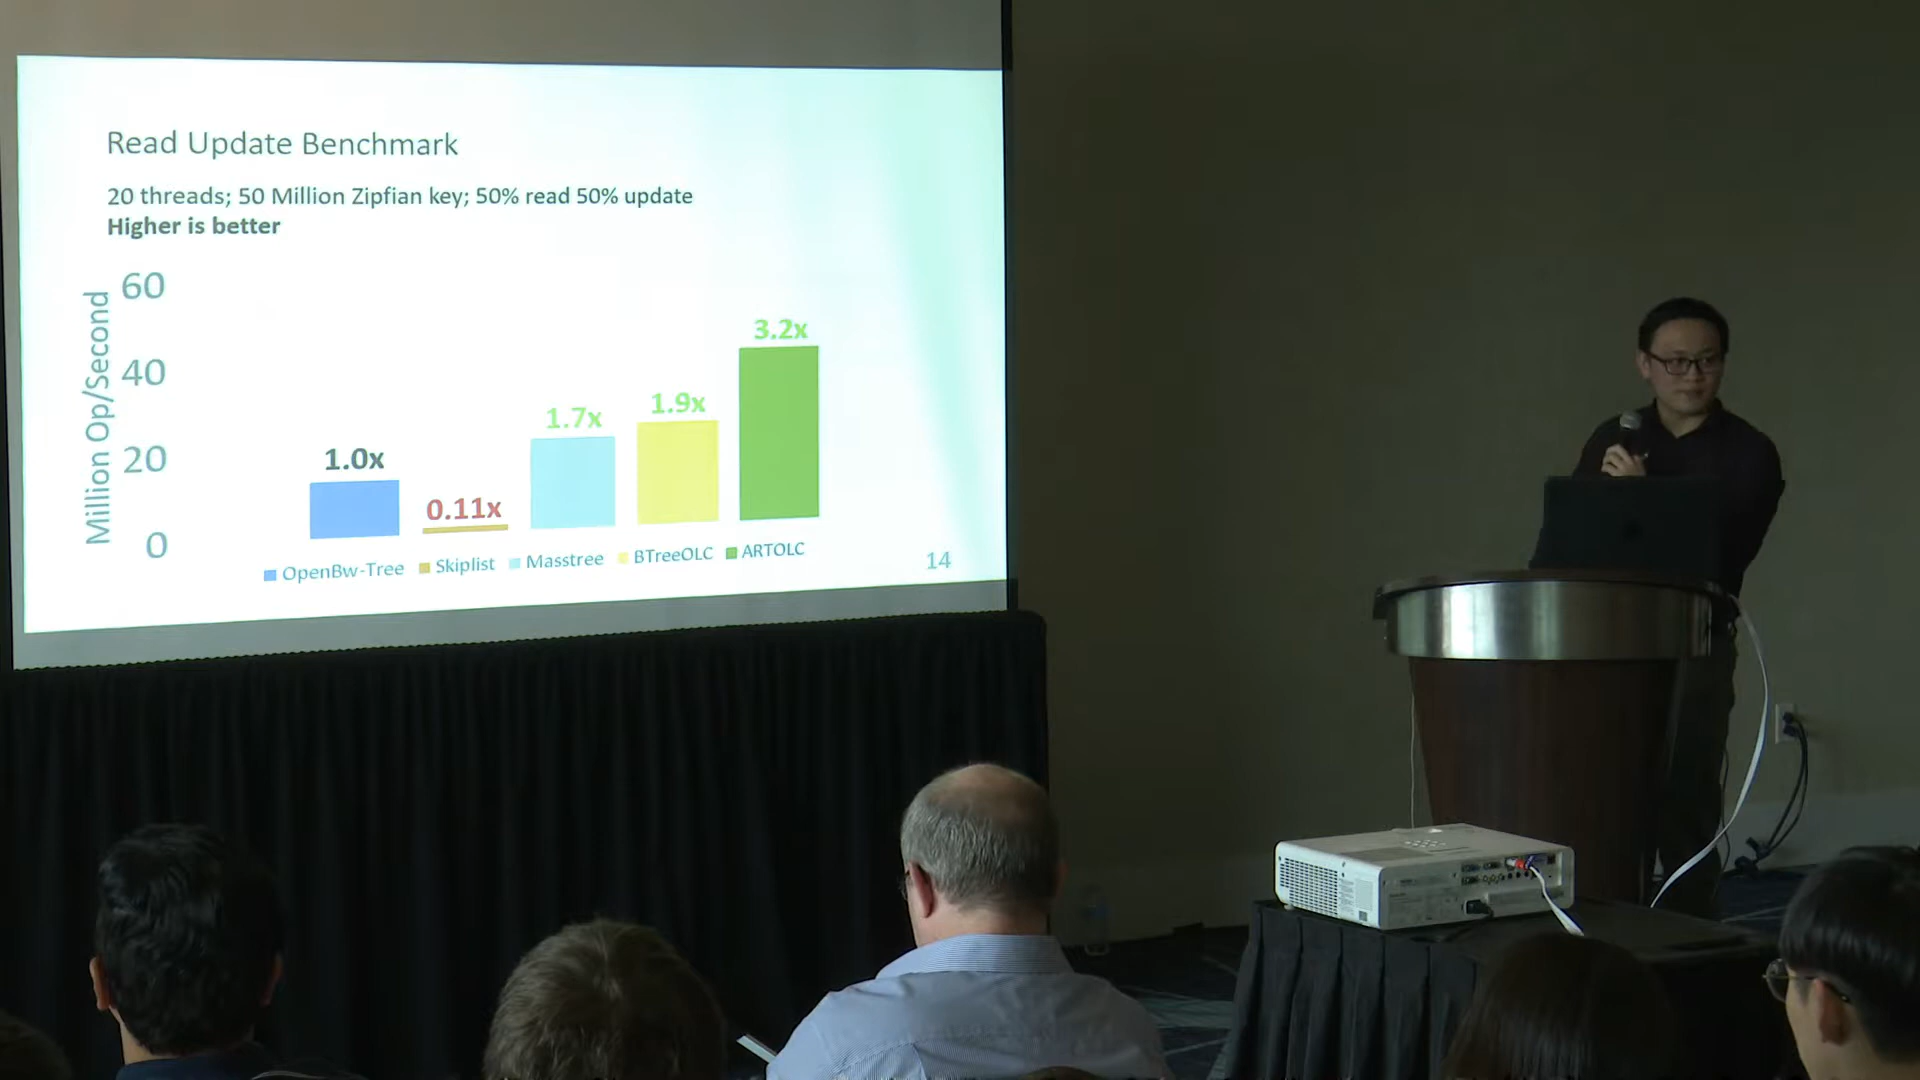 Read Update Benchmark
20 threads; 50 Million Zipfian key; 50% read 50% update
Higher is better
Million Op/Second
60
40
20
0
1.0x
0.11x
1.7x
1.9x
3.2x
OpenBw-Tree Skiplist Masstree BTreeOLC ARTOLC
14